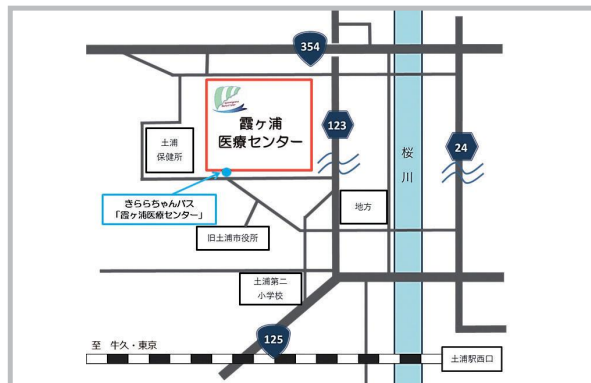 354
霞ヶ浦
医療センター
123
24
土浦
保健所
桜
川
きららちゃんバス
「霞ヶ浦医療センター」
地方
旧土浦市役所
土浦第二
小学校
125
至 牛久・東京
土浦駅西口